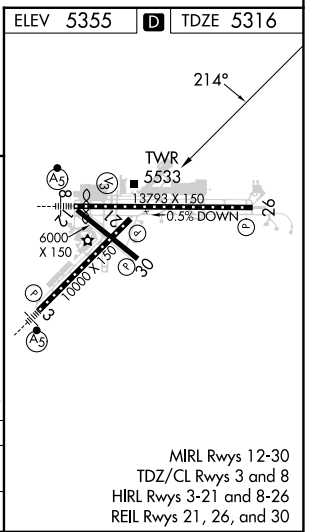 ELEV 5355 D TDZE 5316
214°
TWR
5533
A5
V3
8
12
21
13793 X 150
26
0.5% DOWN
P
6000
X 150
P
P
30
P
10000 X 150
3
A5
MIRL Rwys 12-30
TDZ/CL Rwys 3 and 8
HIRL Rwys 3-21 and 8-26
REIL Rwys 21, 26, and 30